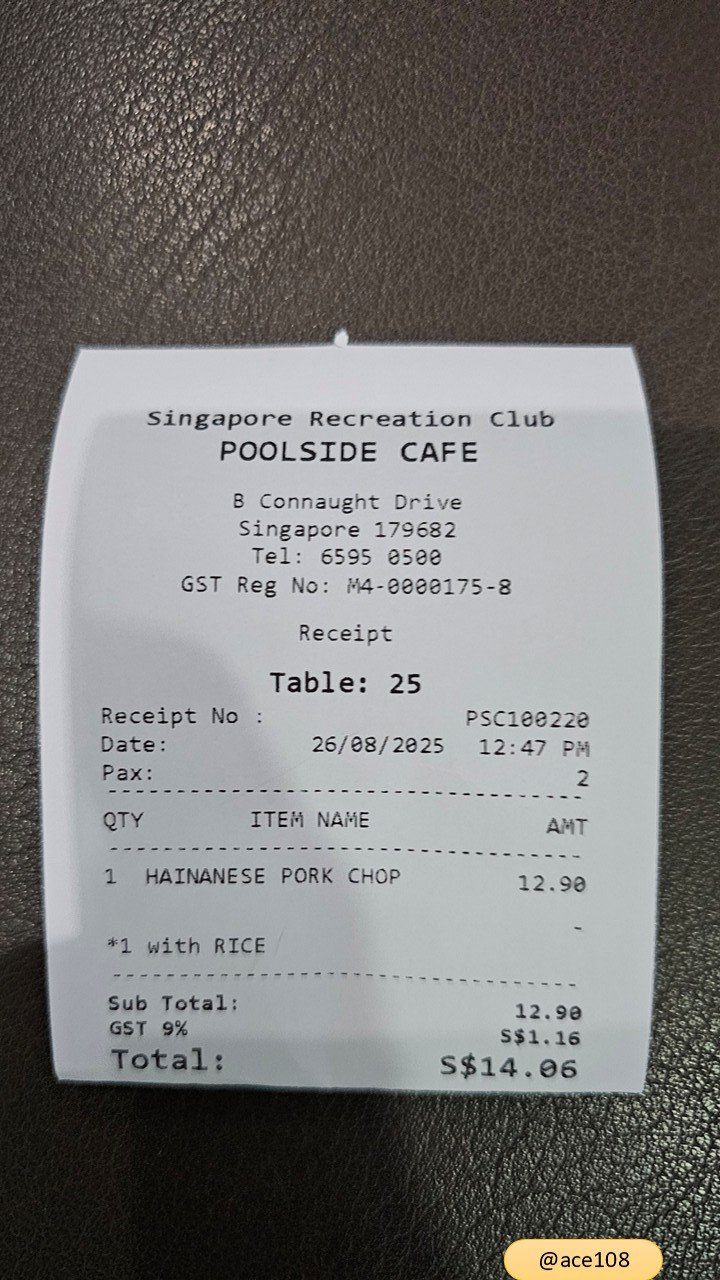 Singapore Recreation Club
POOLSIDE CAFE
B Connaught Drive
Singapore 179682
Tel: 6595 0500
GST Reg No: M4-0000175-8
Receipt
Table: 25
Receipt No : PSC100220
Date: 26/08/2025 12:47 PM
Pax: 2
QTY ITEM NAME AMT
1 HAINANESE PORK CHOP 12.90
-
*1 with RICE
Sub Total: 12.90
GST 9% S$1.16
Total: S$14.06
@ace108